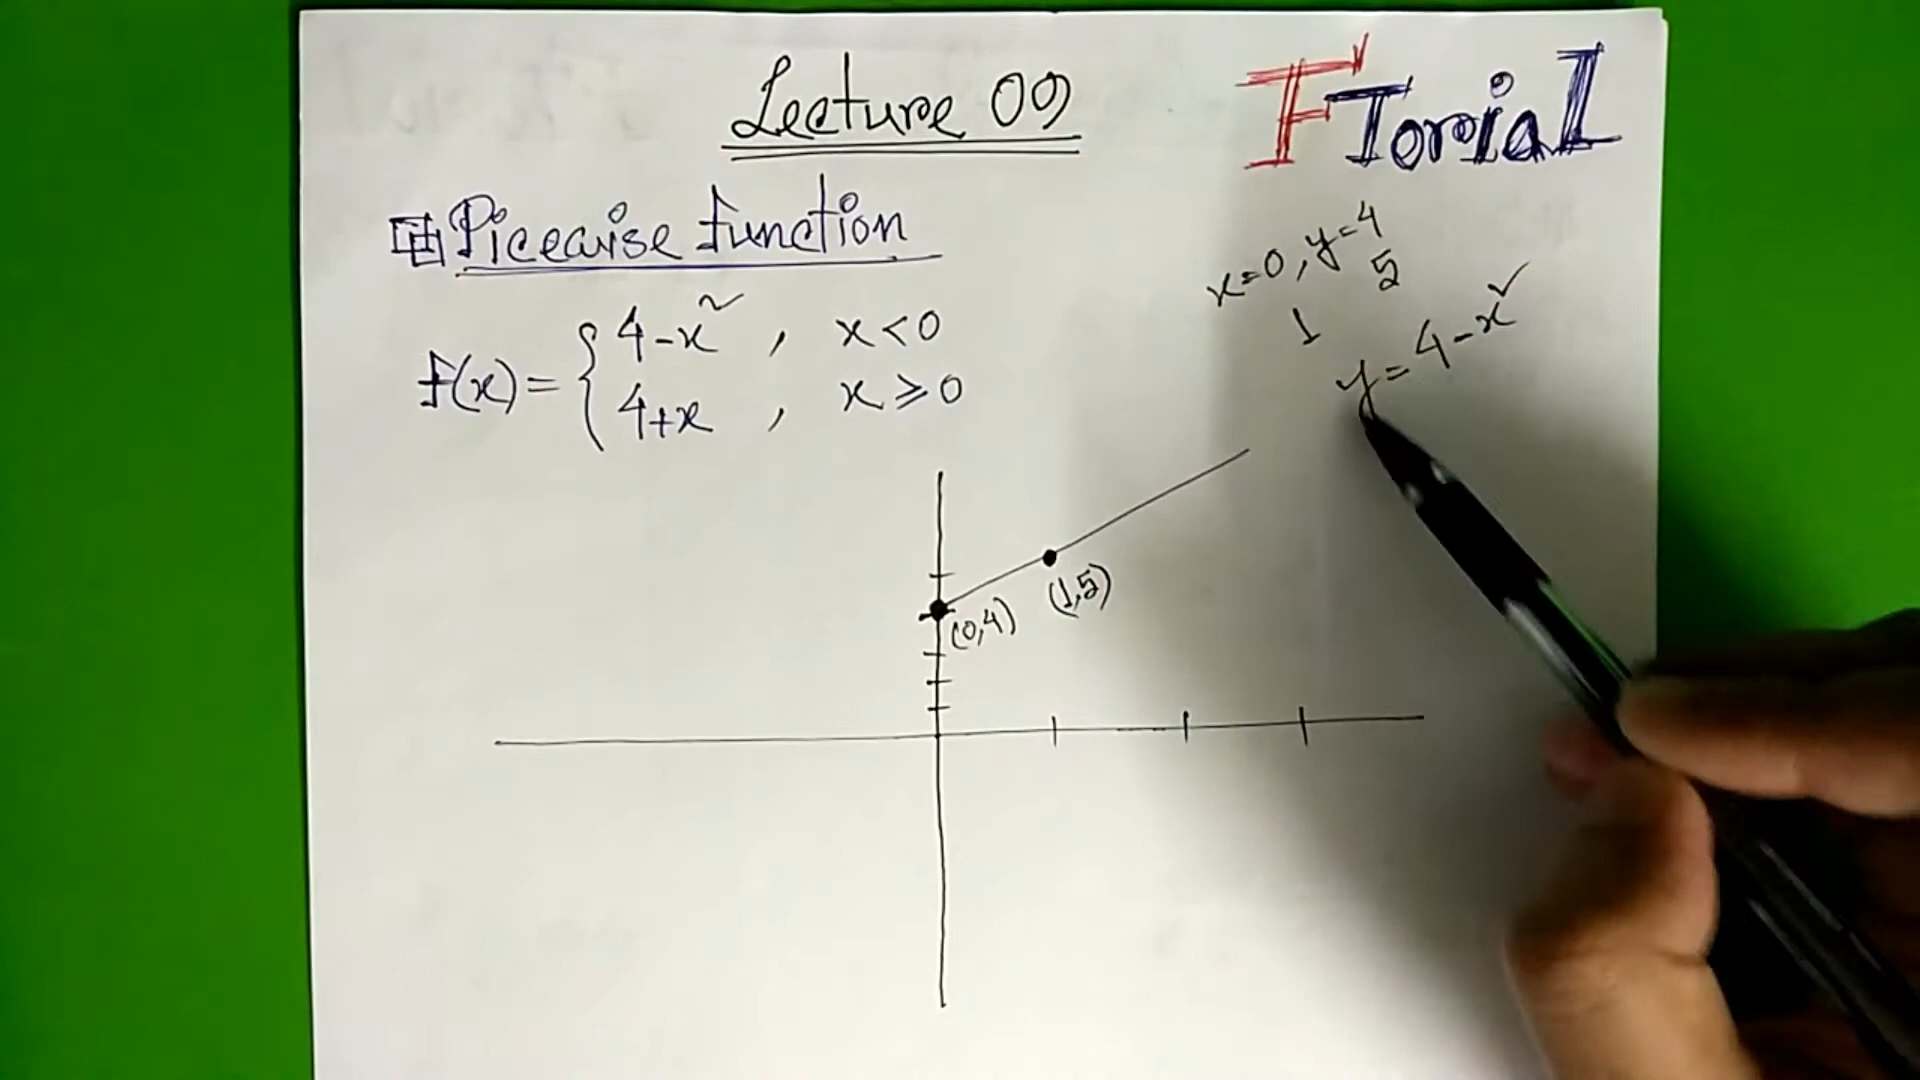 Lecture 09
FTorial
Picewise function
f(x) = { 4-x² , x<0
4+x , x≥0
x=0, y=4
1 5
y=4-x²
(0,4)
(1,5)